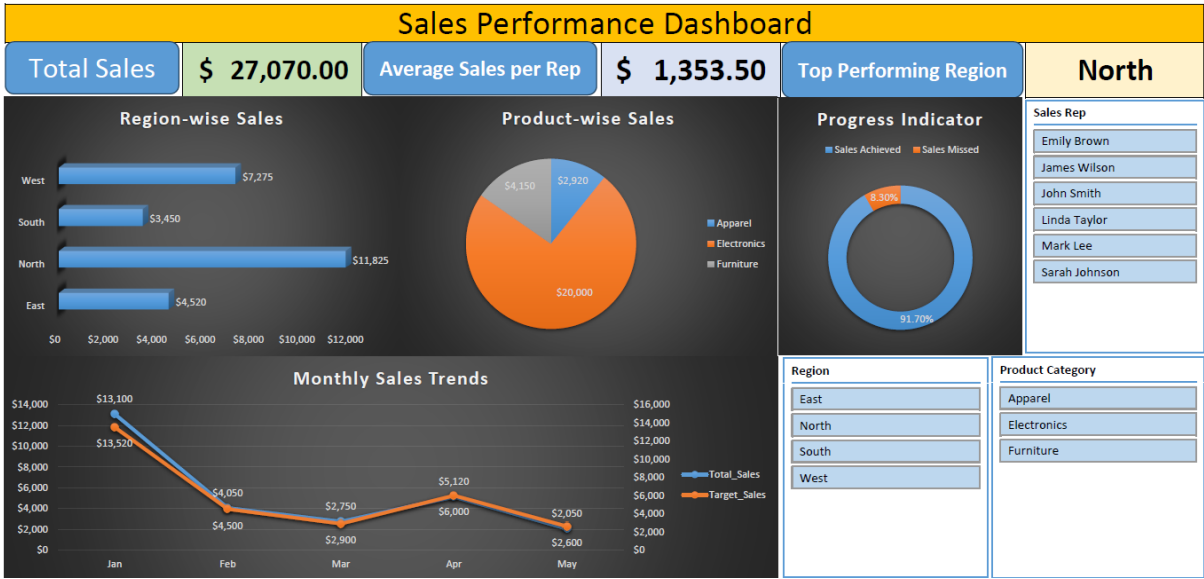 Sales Performance Dashboard
Total Sales
$ 27,070.00
Average Sales per Rep
$ 1,353.50
Top Performing Region
North
Region-wise Sales
West
$7,275
South
$3,450
North
$11,825
East
$4,520
$0 $2,000 $4,000 $6,000 $8,000 $10,000 $12,000
Product-wise Sales
$4,150
$2,920
$20,000
Apparel
Electronics
Furniture
Progress Indicator
Sales Achieved Sales Missed
8.30%
91.70%
Sales Rep
Emily Brown
James Wilson
John Smith
Linda Taylor
Mark Lee
Sarah Johnson
Monthly Sales Trends
$14,000
$12,000
$10,000
$8,000
$6,000
$4,000
$2,000
$0
$13,100
$13,520
$4,050
$4,500
$2,750
$2,900
$5,120
$6,000
$2,050
$2,600
Jan Feb Mar Apr May
$16,000
$14,000
$12,000
$10,000
$8,000
$6,000
$4,000
$2,000
$0
Total_Sales
Target_Sales
Region
East
North
South
West
Product Category
Apparel
Electronics
Furniture